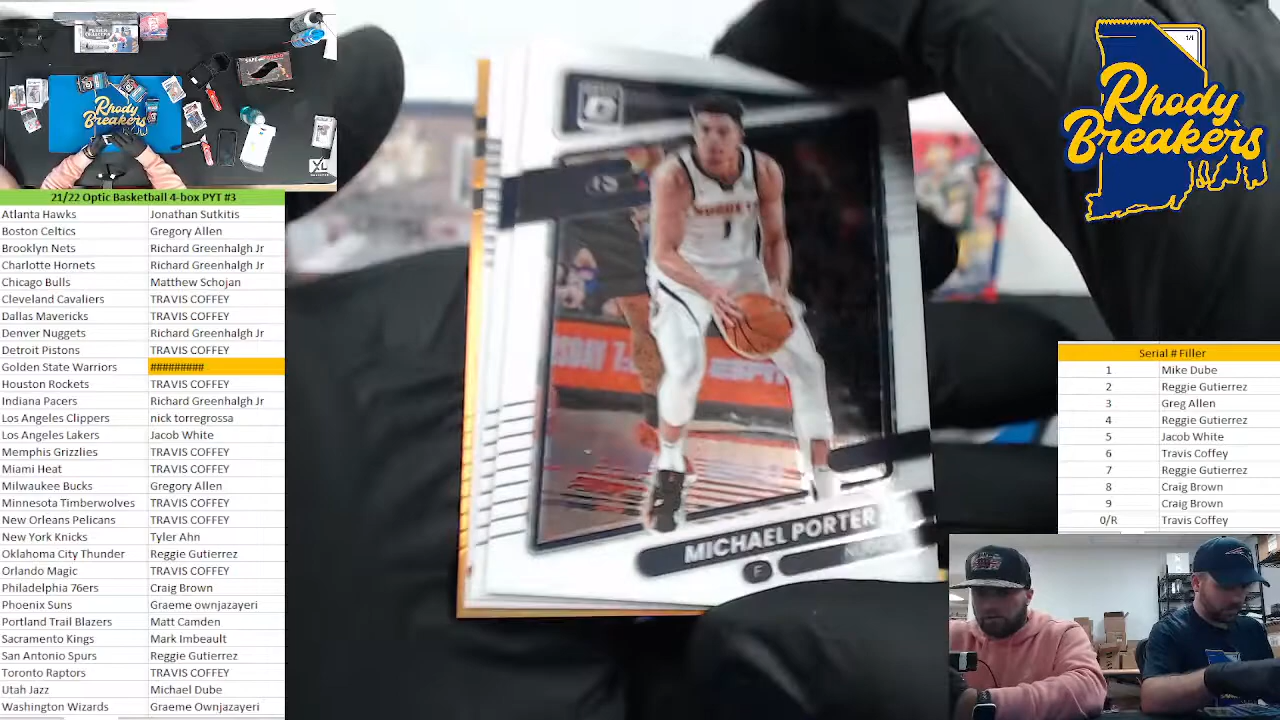 21/22 Optic Basketball 4-box PYT #3
Atlanta Hawks Jonathan Sutkitis
Boston Celtics Gregory Allen
Brooklyn Nets Richard Greenhalgh Jr
Charlotte Hornets Richard Greenhalgh Jr
Chicago Bulls Matthew Schojan
Cleveland Cavaliers TRAVIS COFFEY
Dallas Mavericks TRAVIS COFFEY
Denver Nuggets Richard Greenhalgh Jr
Detroit Pistons TRAVIS COFFEY
Golden State Warriors #########
Houston Rockets TRAVIS COFFEY
Indiana Pacers Richard Greenhalgh Jr
Los Angeles Clippers nick torregrossa
Los Angeles Lakers Jacob White
Memphis Grizzlies TRAVIS COFFEY
Miami Heat TRAVIS COFFEY
Milwaukee Bucks Gregory Allen
Minnesota Timberwolves TRAVIS COFFEY
New Orleans Pelicans TRAVIS COFFEY
New York Knicks Tyler Ahn
Oklahoma City Thunder Reggie Gutierrez
Orlando Magic TRAVIS COFFEY
Philadelphia 76ers Craig Brown
Phoenix Suns Graeme ownjazayeri
Portland Trail Blazers Matt Camden
Sacramento Kings Mark Imbeault
San Antonio Spurs Reggie Gutierrez
Toronto Raptors TRAVIS COFFEY
Utah Jazz Michael Dube
Washington Wizards Graeme Ownjazayeri
Rhody
Breakers
XL
NUGGETS
1
ESPN
MICHAEL PORTER
F
1/1
Rhody
Breakers
Serial # Filler
1 Mike Dube
2 Reggie Gutierrez
3 Greg Allen
4 Reggie Gutierrez
5 Jacob White
6 Travis Coffey
7 Reggie Gutierrez
8 Craig Brown
9 Craig Brown
0/R Travis Coffey